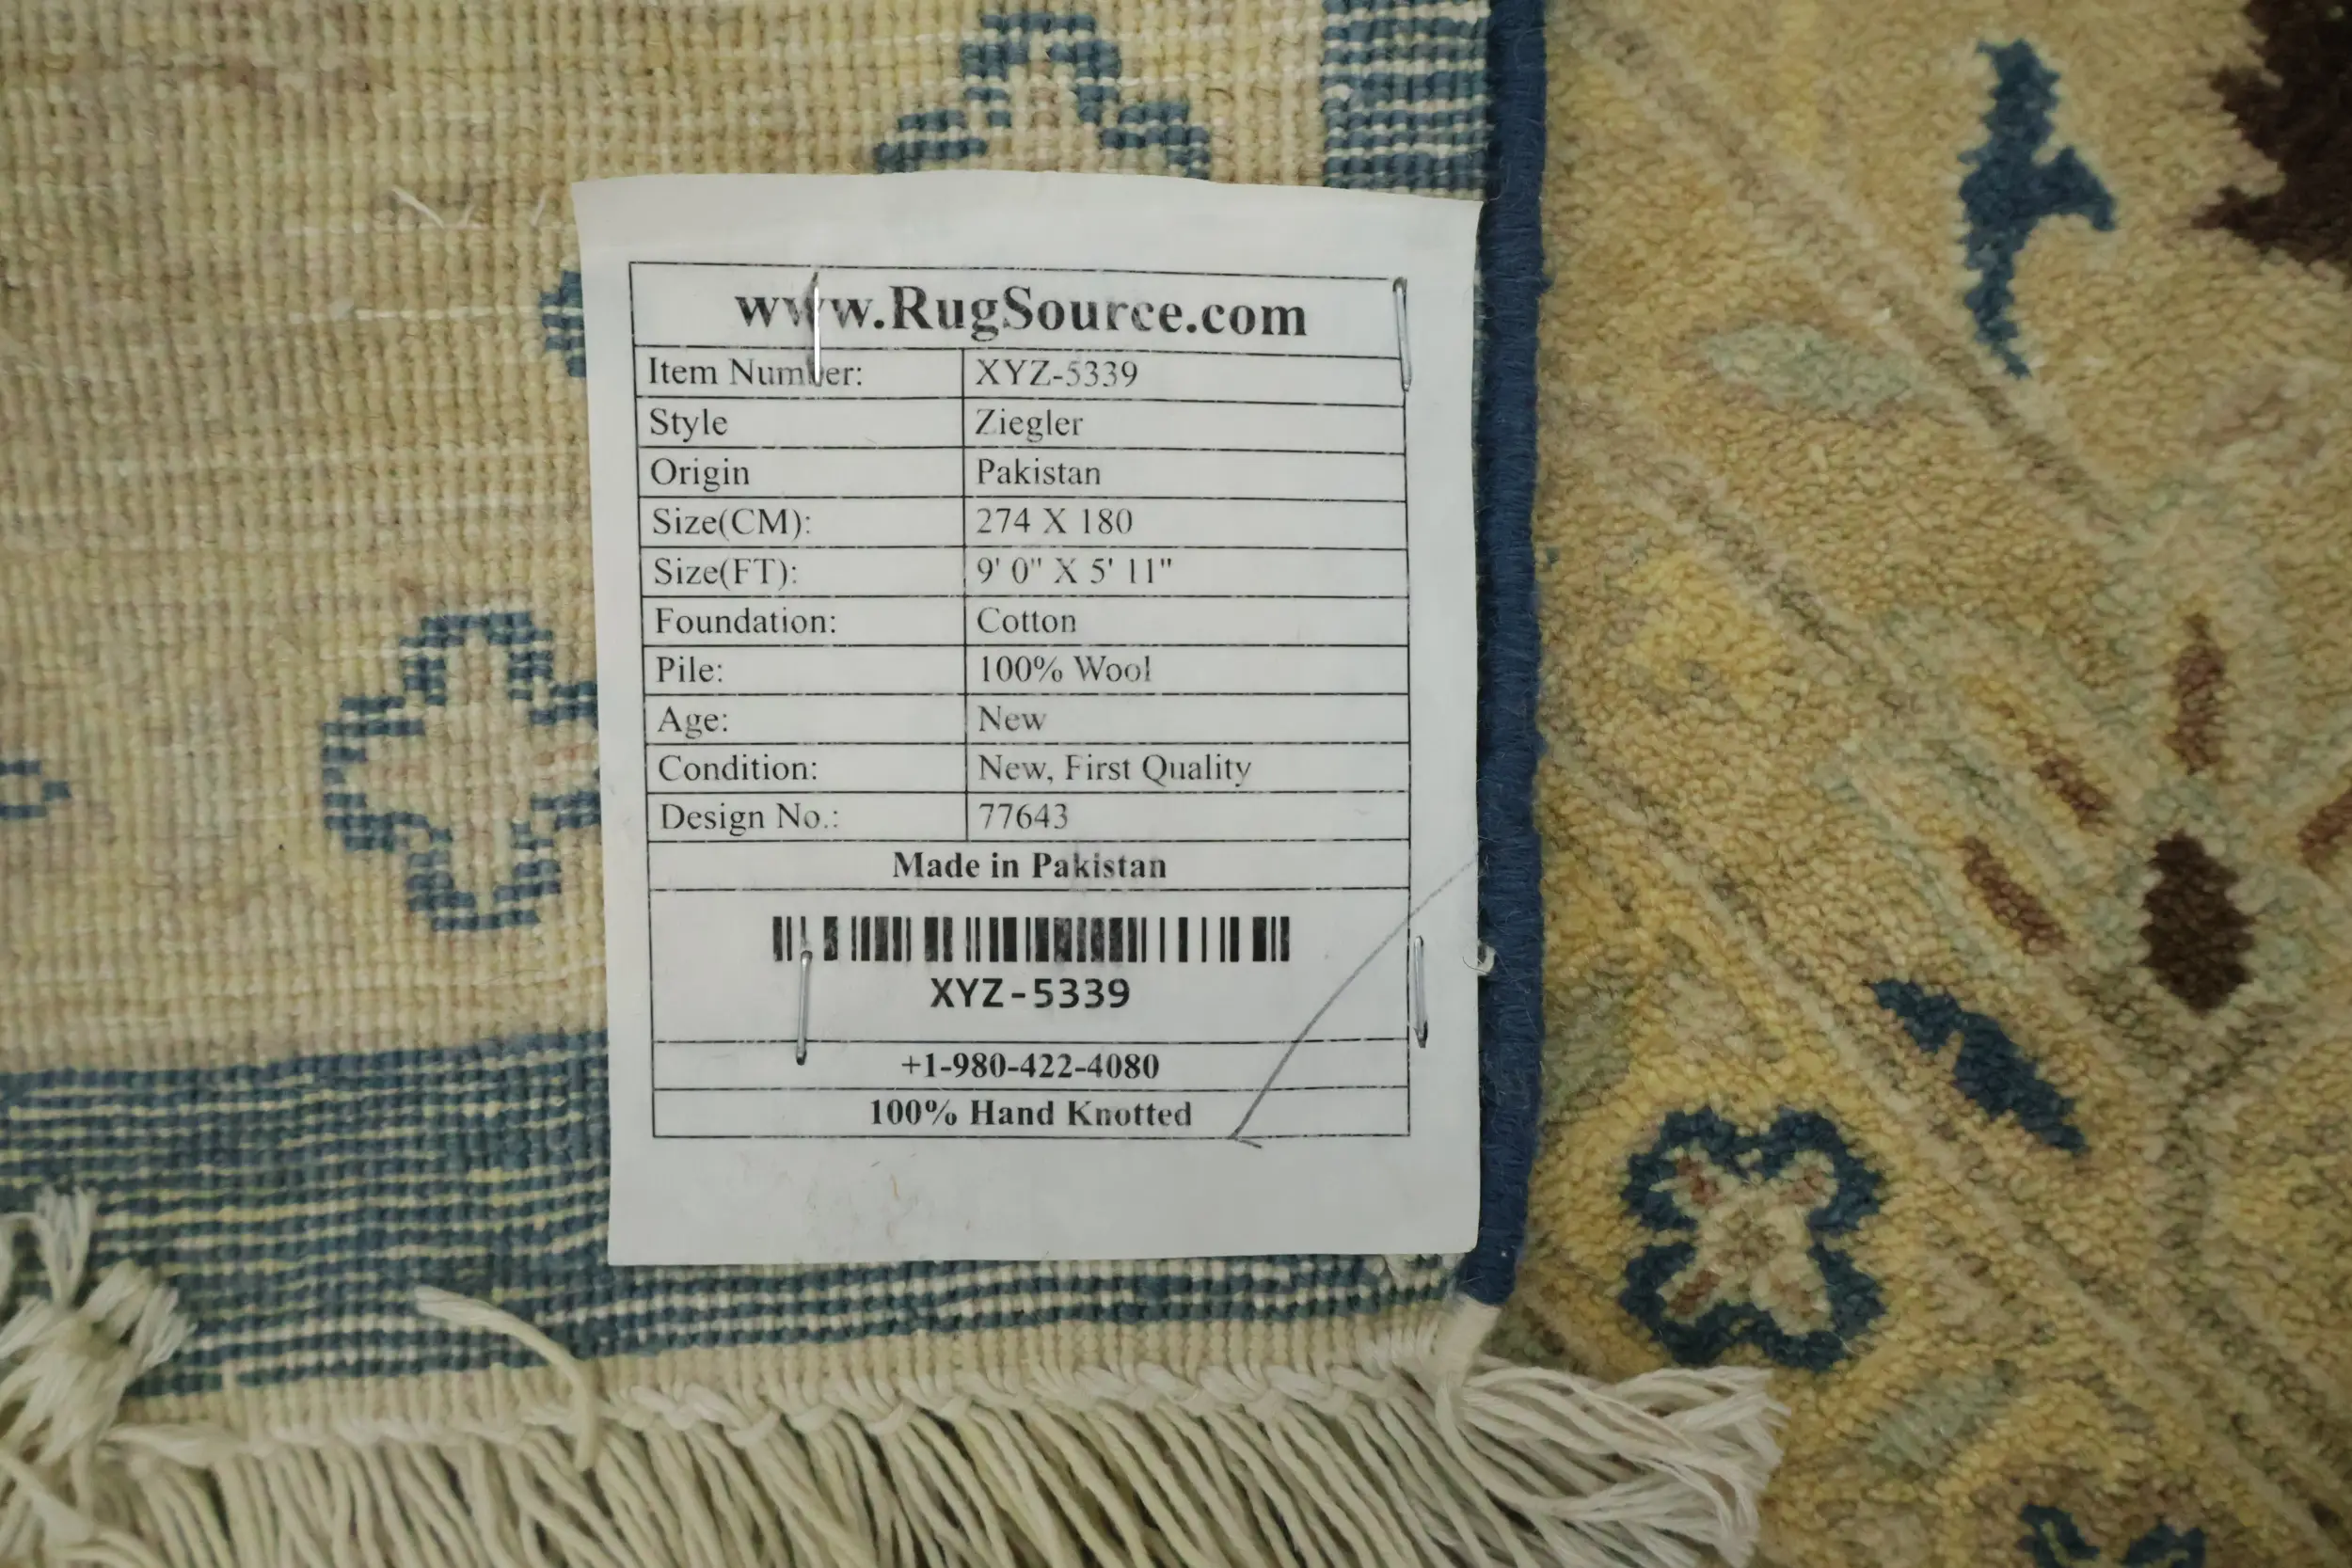 www.RugSource.com
Item Number: XYZ-5339
Style Ziegler
Origin Pakistan
Size(CM): 274 X 180
Size(FT): 9' 0" X 5' 11"
Foundation: Cotton
Pile: 100% Wool
Age: New
Condition: New, First Quality
Design No.: 77643
Made in Pakistan
XYZ-5339
+1-980-422-4080
100% Hand Knotted